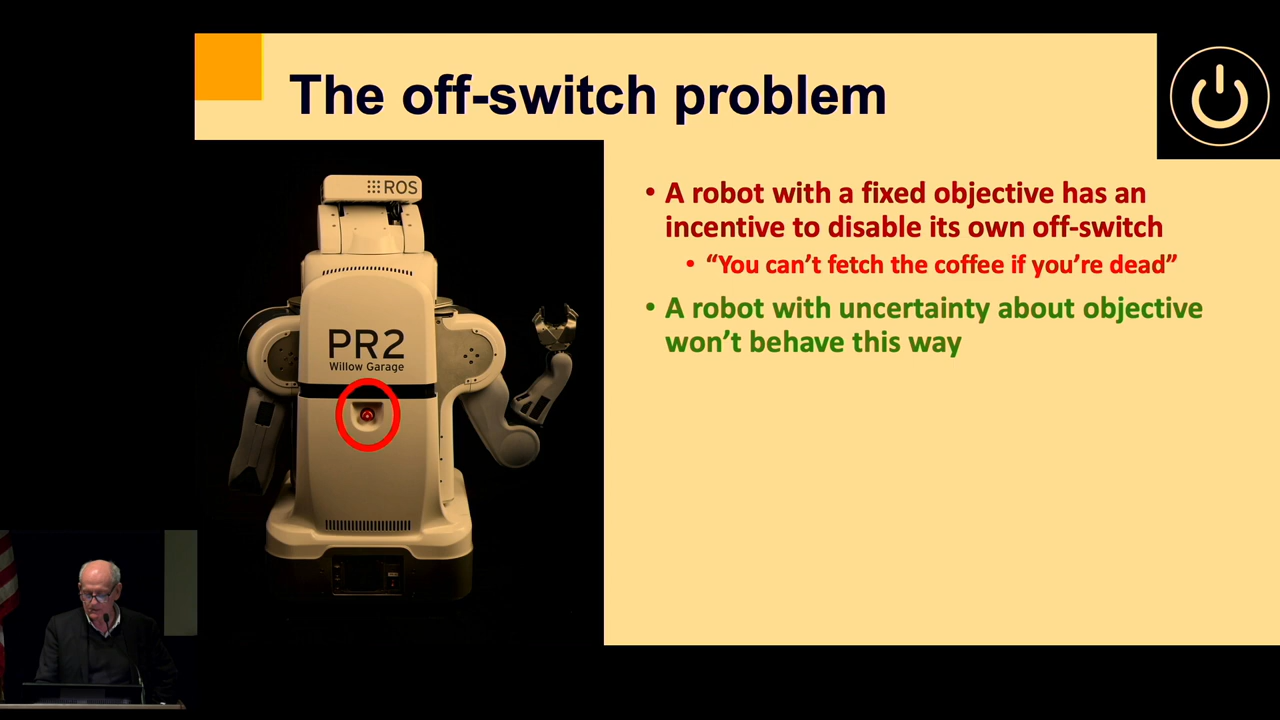 The off-switch problem
ROS
PR2
Willow Garage
• A robot with a fixed objective has an
incentive to disable its own off-switch
• “You can’t fetch the coffee if you’re dead”
• A robot with uncertainty about objective
won’t behave this way